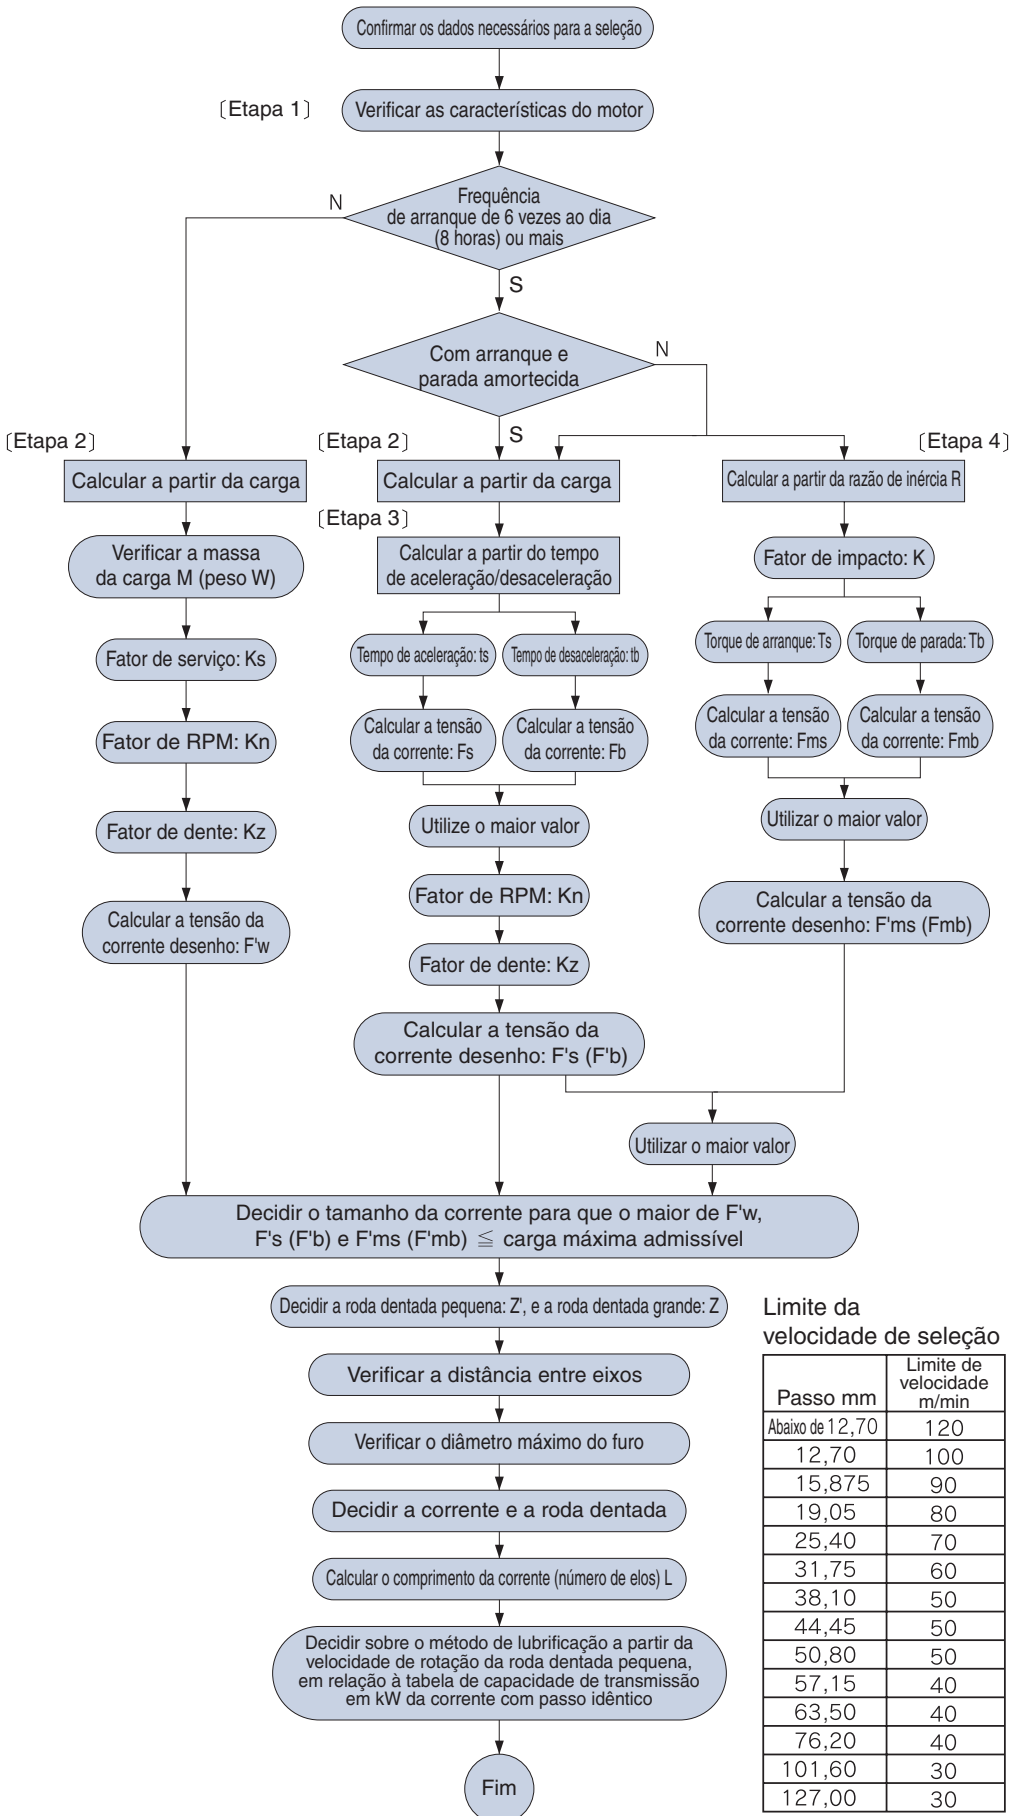 Confirmar os dados necessários para a seleção
〔Etapa 1〕
Verificar as características do motor
Frequência
de arranque de 6 vezes ao dia
(8 horas) ou mais
N
S
Com arranque e
parada amortecida
N
S
〔Etapa 2〕
〔Etapa 2〕
〔Etapa 4〕
Calcular a partir da carga
Calcular a partir da carga
Calcular a partir da razão de inércia R
〔Etapa 3〕
Verificar a massa
da carga M (peso W)
Fator de serviço: Ks
Fator de RPM: Kn
Fator de dente: Kz
Calcular a tensão da
corrente desenho: F'w
Calcular a partir do tempo
de aceleração/desaceleração
Tempo de aceleração: ts
Tempo de desaceleração: tb
Calcular a tensão
da corrente: Fs
Calcular a tensão
da corrente: Fb
Utilize o maior valor
Fator de RPM: Kn
Fator de dente: Kz
Calcular a tensão da
corrente desenho: F's (F'b)
Fator de impacto: K
Torque de arranque: Ts
Torque de parada: Tb
Calcular a tensão
da corrente: Fms
Calcular a tensão
da corrente: Fmb
Utilizar o maior valor
Calcular a tensão da
corrente desenho: F'ms (Fmb)
Utilizar o maior valor
Decidir o tamanho da corrente para que o maior de F'w,
F's (F'b) e F'ms (F'mb) ≦ carga máxima admissível
Decidir a roda dentada pequena: Z', e a roda dentada grande: Z
Verificar a distância entre eixos
Verificar o diâmetro máximo do furo
Decidir a corrente e a roda dentada
Calcular o comprimento da corrente (número de elos) L
Decidir sobre o método de lubrificação a partir da
velocidade de rotação da roda dentada pequena,
em relação à tabela de capacidade de transmissão
em kW da corrente com passo idêntico
Fim
Limite da
velocidade de seleção
Passo mm
Limite de
velocidade
m/min
Abaixo de 12,70 120
12,70 100
15,875 90
19,05 80
25,40 70
31,75 60
38,10 50
44,45 50
50,80 50
57,15 40
63,50 40
76,20 40
101,60 30
127,00 30